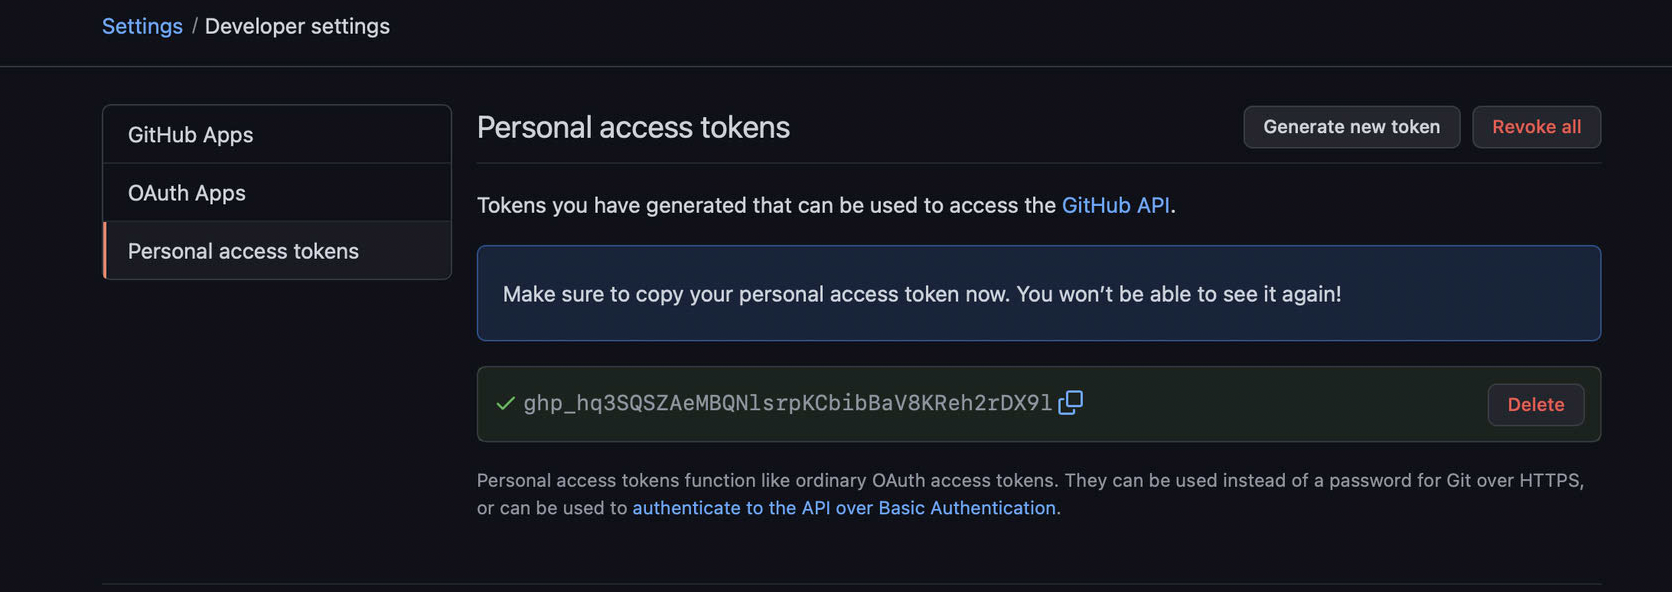 Settings / Developer settings
GitHub Apps
OAuth Apps
Personal access tokens
Personal access tokens
Generate new token
Revoke all
Tokens you have generated that can be used to access the GitHub API.
Make sure to copy your personal access token now. You won’t be able to see it again!
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
Delete
Personal access tokens function like ordinary OAuth access tokens. They can be used instead of a password for Git over HTTPS,
or can be used to authenticate to the API over Basic Authentication.